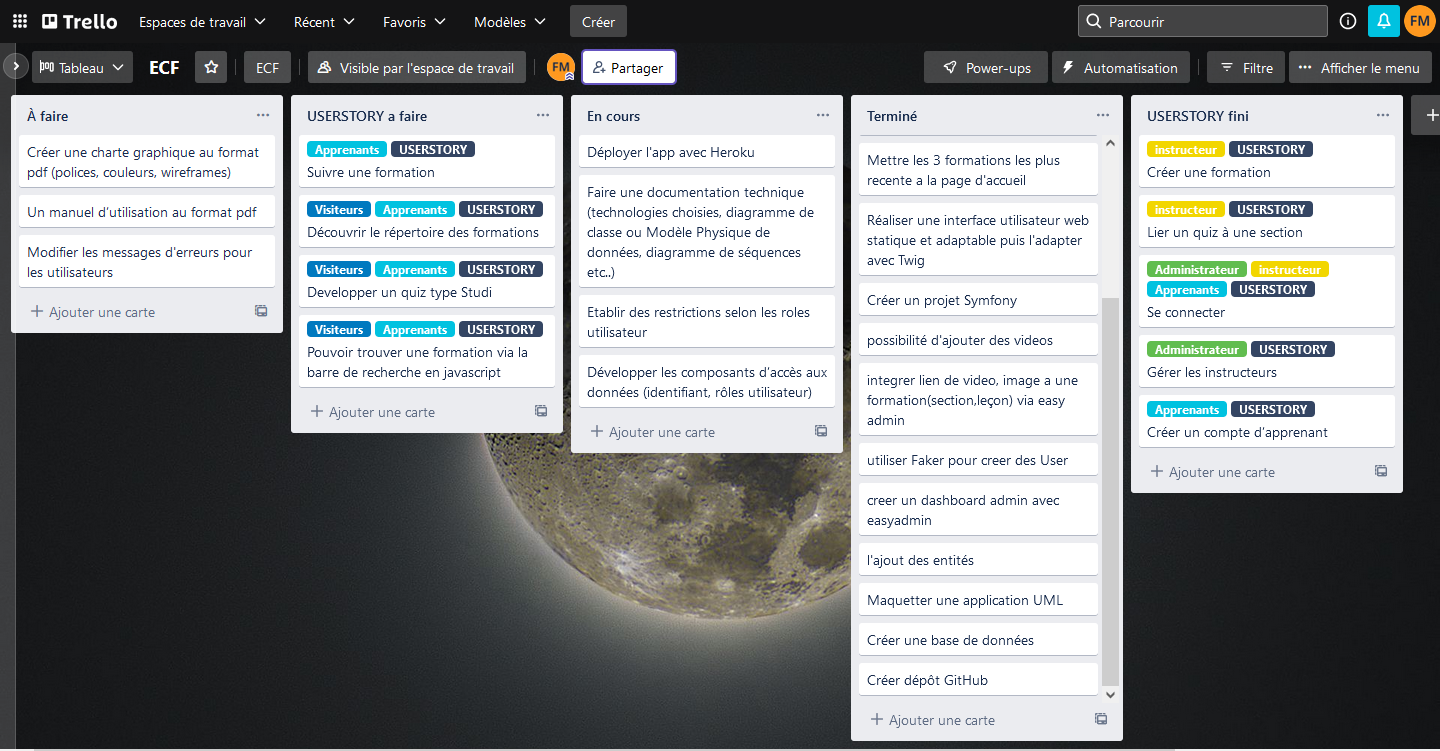 Trello Espaces de travail Récent Favoris Modèles Créer Parcourir FM
Tableau ECF ECF Visible par l'espace de travail FM Partager Power-ups Automatisation Filtre Afficher le menu
À faire
Créer une charte graphique au format
pdf (polices, couleurs, wireframes)
Un manuel d’utilisation au format pdf
Modifier les messages d'erreurs pour
les utilisateurs
Ajouter une carte
USERSTORY a faire
Apprenants USERSTORY
Suivre une formation
Visiteurs Apprenants USERSTORY
Découvrir le répertoire des formations
Visiteurs Apprenants USERSTORY
Developper un quiz type Studi
Visiteurs Apprenants USERSTORY
Pouvoir trouver une formation via la
barre de recherche en javascript
Ajouter une carte
En cours
Déployer l'app avec Heroku
Faire une documentation technique
(technologies choisies, diagramme de
classe ou Modèle Physique de
données, diagramme de séquences
etc..)
Etablir des restrictions selon les roles
utilisateur
Développer les composants d’accès aux
données (identifiant, rôles utilisateur)
Ajouter une carte
Terminé
Mettre les 3 formations les plus
recente a la page d'accueil
Réaliser une interface utilisateur web
statique et adaptable puis l'adapter
avec Twig
Créer un projet Symfony
possibilité d'ajouter des videos
integrer lien de video, image a une
formation(section,leçon) via easy
admin
utiliser Faker pour creer des User
creer un dashboard admin avec
easyadmin
l'ajout des entités
Maquetter une application UML
Créer une base de données
Créer dépôt GitHub
Ajouter une carte
USERSTORY fini
instructeur USERSTORY
Créer une formation
instructeur USERSTORY
Lier un quiz à une section
Administrateur instructeur
Apprenants USERSTORY
Se connecter
Administrateur USERSTORY
Gérer les instructeurs
Apprenants USERSTORY
Créer un compte d’apprenant
Ajouter une carte